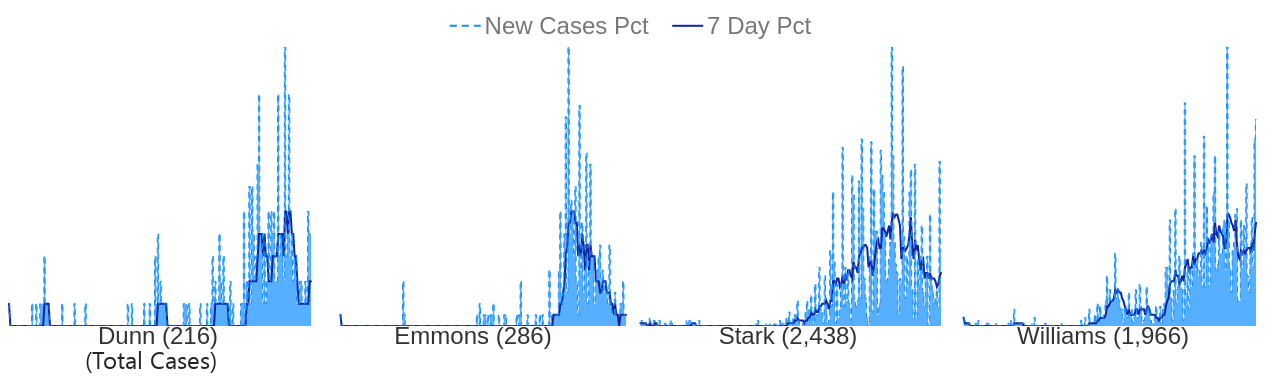 New Cases Pct 7 Day Pct
Dunn (216) Emmons (286) Stark (2,438) Williams (1,966)
(Total Cases)